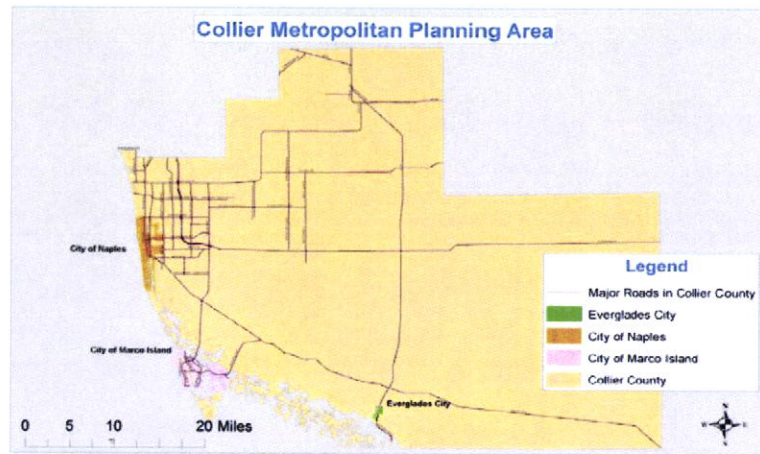 Collier Metropolitan Planning Area
City of Naples
City of Marco Island
Everglades City
Legend
Major Roads in Collier County
Everglades City
City of Naples
City of Marco Island
Collier County
0 5 10 20 Miles
N
W E
S